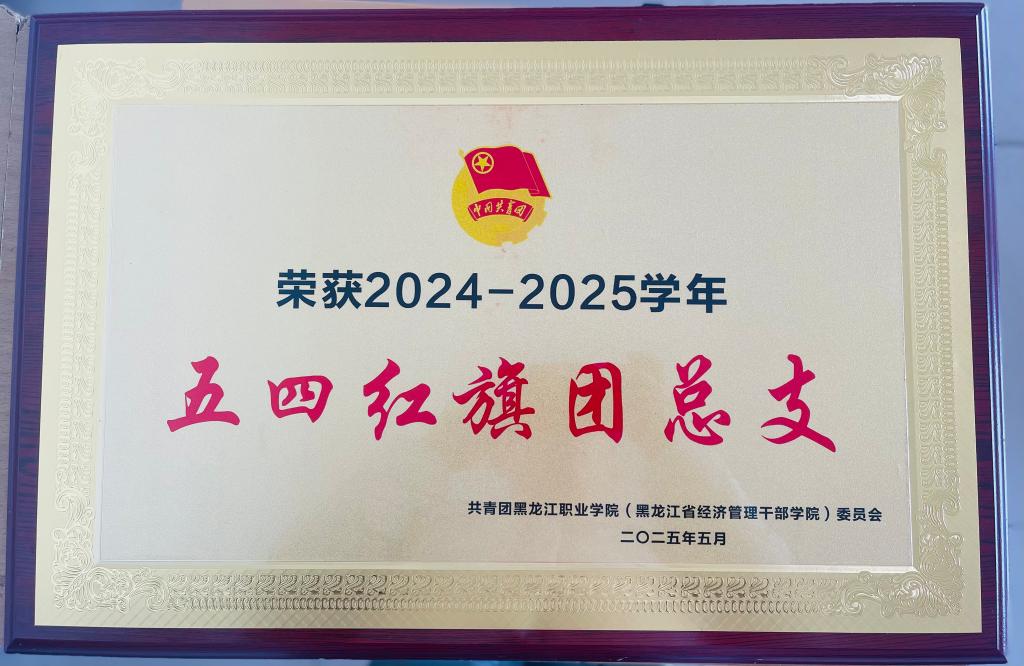 中国共青团
荣获2024-2025学年
五四红旗团总支
共青团黑龙江职业学院（黑龙江省经济管理干部学院）委员会
二〇二五年五月